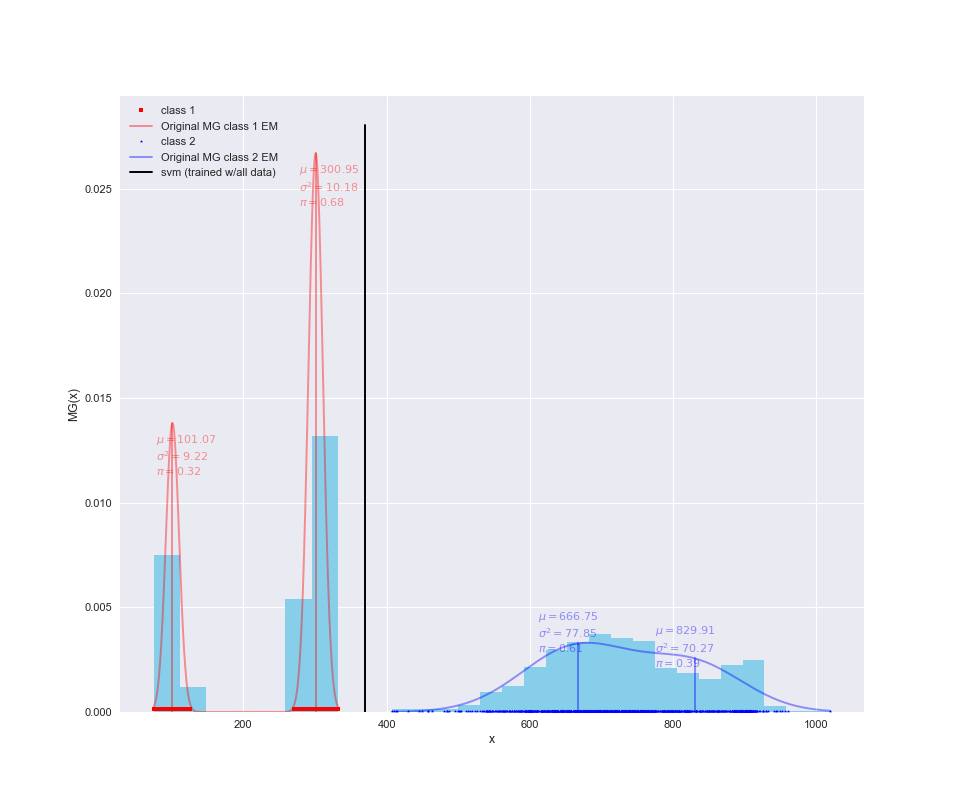 class 1
Original MG class 1 EM
class 2
Original MG class 2 EM
svm (trained w/all data)
μ = 300.95
σ² = 10.18
π = 0.68
μ = 101.07
σ² = 9.22
π = 0.32
μ = 666.75
σ² = 77.85
π = 0.61
μ = 829.91
σ² = 70.27
π = 0.39
MG(x)
0.025
0.020
0.015
0.010
0.005
0.000
200 400 600 800 1000
x